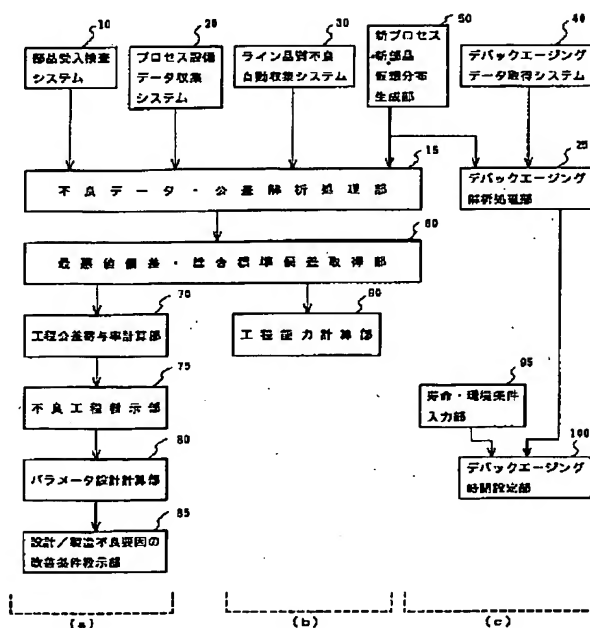 10
部品受入検査
システム
20
プロセス設備
データ収集
システム
30
ライン品質不良
自動収集システム
50
新プロセス
新部品
仮想分布
生成部
40
デバックエージング
データ取得システム
15
不良データ・公差解析処理部
25
デバックエージング
解析処理部
60
最悪値偏差・総合標準偏差取得部
70
工程公差寄与率計算部
90
工程能力計算部
75
不良工程指示部
95
寿命・環境条件
入力部
80
パラメータ設計計算部
100
デバックエージング
時間設定部
85
設計/製造不良要因の
改善条件指示部
(a)
(b)
(c)